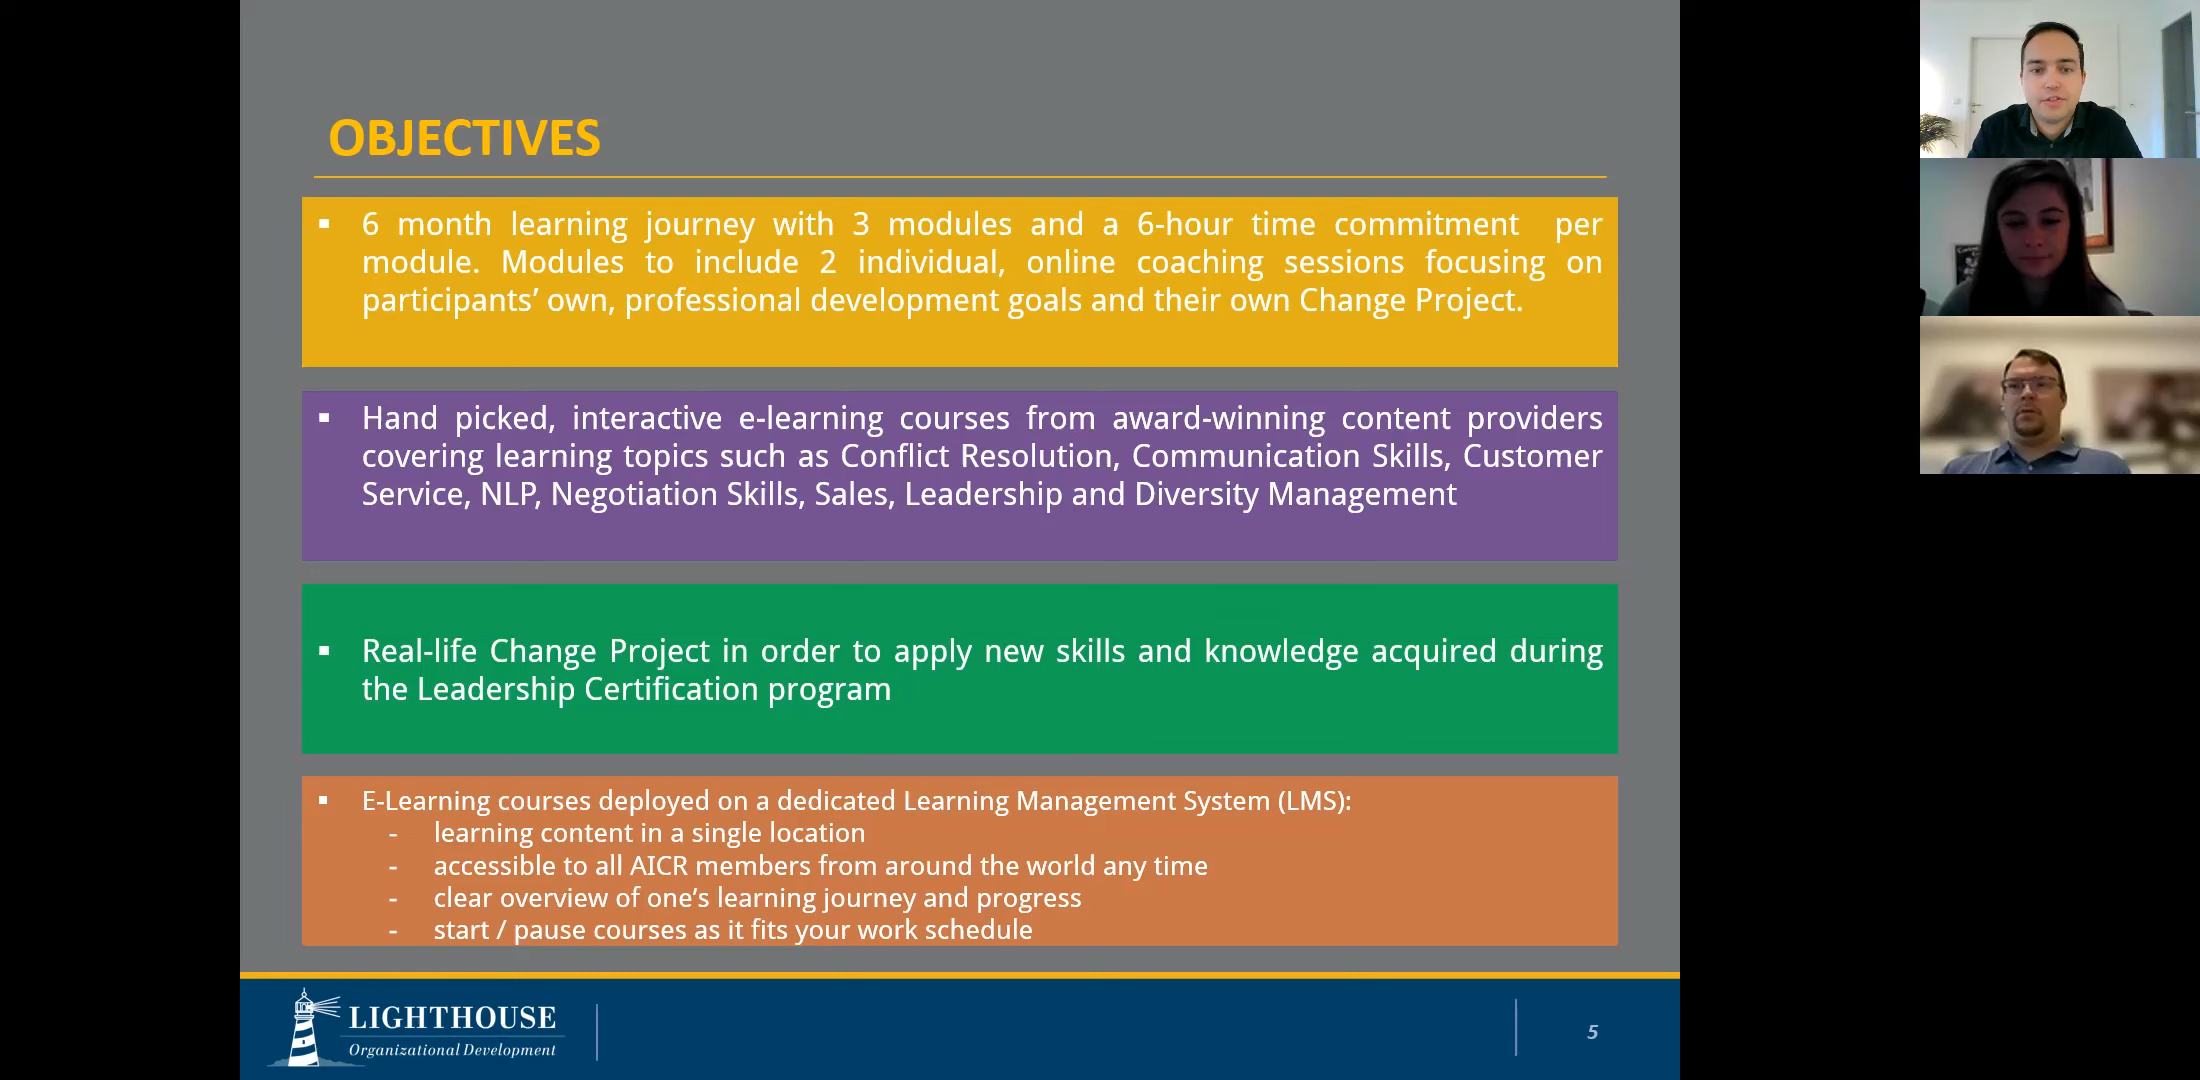 OBJECTIVES
▪ 6 month learning journey with 3 modules and a 6-hour time commitment per
module. Modules to include 2 individual, online coaching sessions focusing on
participants’ own, professional development goals and their own Change Project.
▪ Hand picked, interactive e-learning courses from award-winning content providers
covering learning topics such as Conflict Resolution, Communication Skills, Customer
Service, NLP, Negotiation Skills, Sales, Leadership and Diversity Management
▪ Real-life Change Project in order to apply new skills and knowledge acquired during
the Leadership Certification program
▪ E-Learning courses deployed on a dedicated Learning Management System (LMS):
- learning content in a single location
- accessible to all AICR members from around the world any time
- clear overview of one’s learning journey and progress
- start / pause courses as it fits your work schedule
LIGHTHOUSE
Organizational Development
5